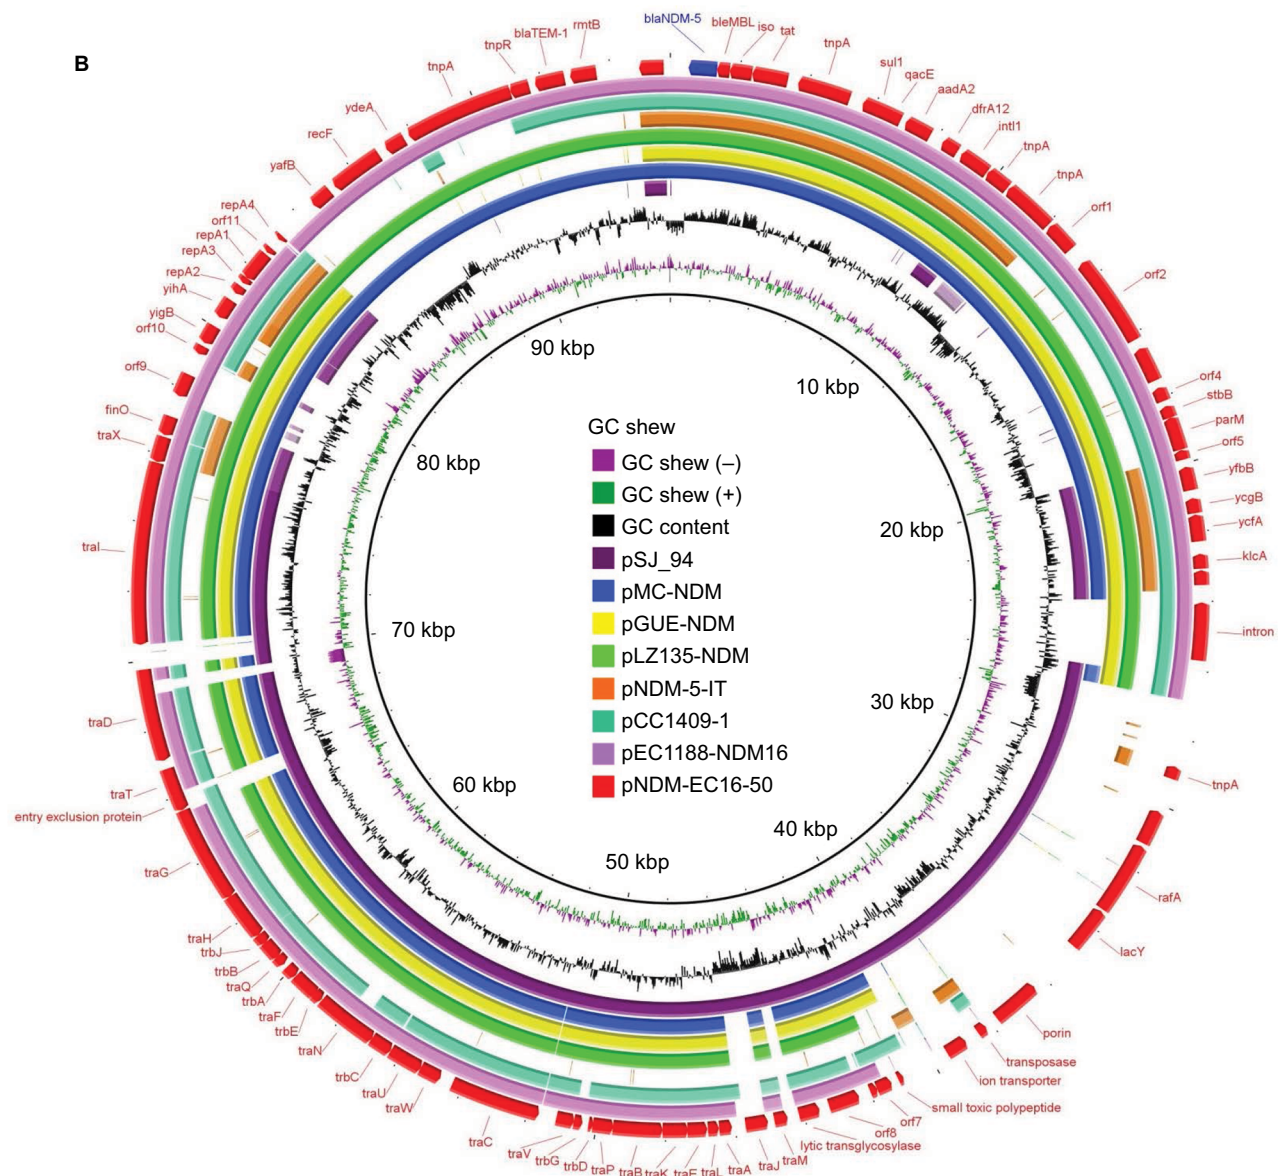 B
blaNDM-5
bleMBL
iso
tat
tnpA
sul1
qacE
aadA2
dfrA12
intI1
tnpA
tnpA
orf1
orf2
orf4
stbB
parM
orf5
yfbB
ycgB
ycfA
klcA
intron
tnpA
rafA
lacY
porin
transposase
ion transporter
small toxic polypeptide
orf7
orf8
lytic transglycosylase
traM
traJ
traA
traL
traE
traK
traB
traP
trbD
trbG
traV
traC
traW
traU
trbC
traN
trbE
traF
trbA
traQ
trbB
trbJ
traH
traG
entry exclusion protein
traT
traD
traI
traX
finO
orf9
orf10
yigB
yihA
repA2
repA3
repA1
orf11
repA4
yafB
recF
ydeA
tnpA
tnpR
blaTEM-1
rmtB
90 kbp
10 kbp
80 kbp
20 kbp
70 kbp
30 kbp
60 kbp
40 kbp
50 kbp
GC shew
GC shew (–)
GC shew (+)
GC content
pSJ_94
pMC-NDM
pGUE-NDM
pLZ135-NDM
pNDM-5-IT
pCC1409-1
pEC1188-NDM16
pNDM-EC16-50